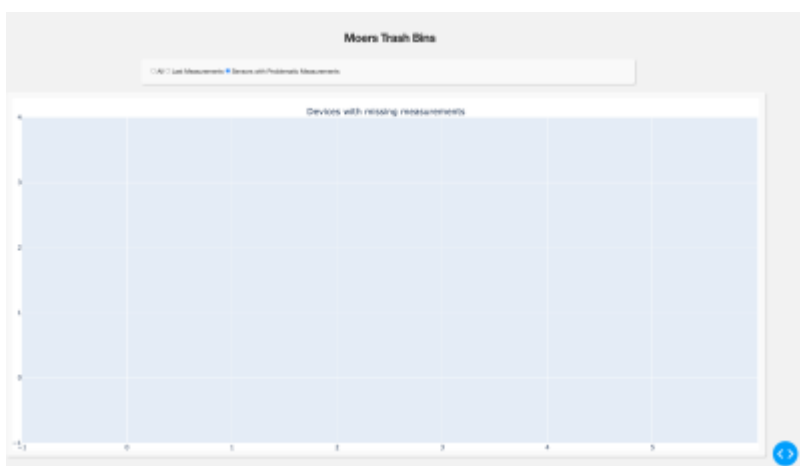 Moers Trash Bins
All Last Measurements Sensors with Problematic Measurements
Devices with missing measurements
4
3
2
1
0
-1
-1 0 1 2 3 4 5